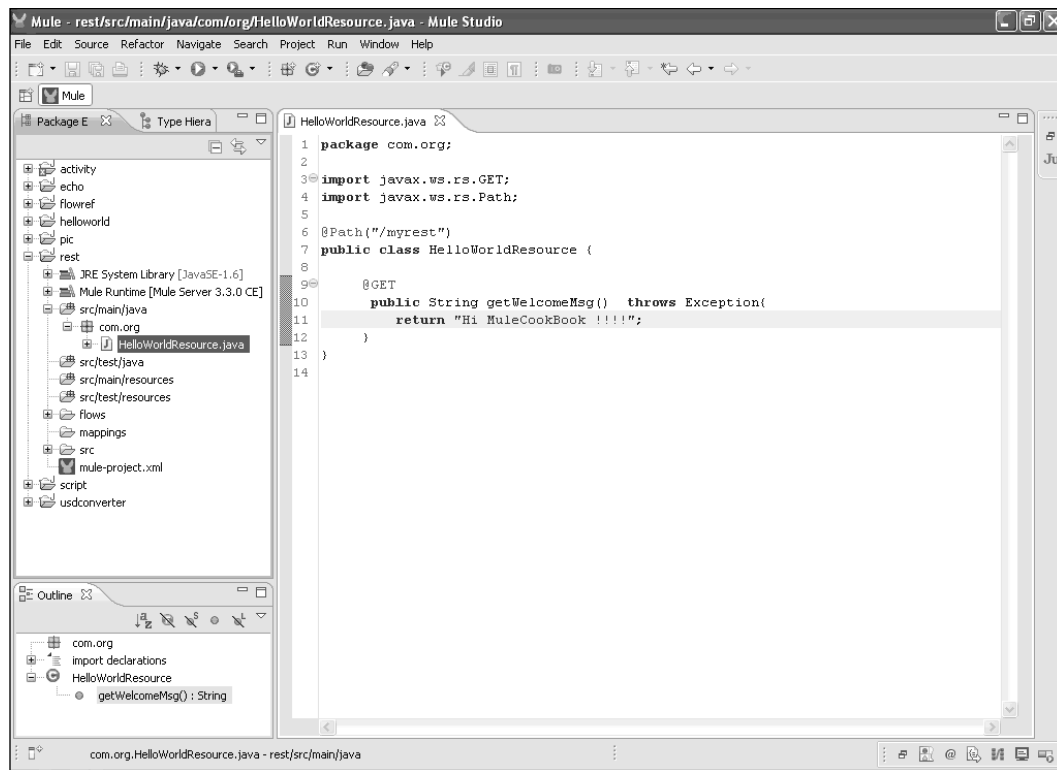 Mule - rest/src/main/java/com/org/HelloWorldResource.java - Mule Studio
File Edit Source Refactor Navigate Search Project Run Window Help
Mule
Package E
Type Hiera
activity
echo
flowref
helloworld
pic
rest
JRE System Library [JavaSE-1.6]
Mule Runtime [Mule Server 3.3.0 CE]
src/main/java
com.org
HelloWorldResource.java
src/test/java
src/main/resources
src/test/resources
flows
mappings
src
mule-project.xml
script
usdconverter
Outline
com.org
import declarations
HelloWorldResource
getWelcomeMsg() : String
HelloWorldResource.java
1 package com.org;
2
3 import javax.ws.rs.GET;
4 import javax.ws.rs.Path;
5
6 @Path("/myrest")
7 public class HelloWorldResource {
8
9 @GET
10 public String getWelcomeMsg() throws Exception{
11 return "Hi MuleCookBook !!!!";
12 }
13 }
14
Ju
com.org.HelloWorldResource.java - rest/src/main/java